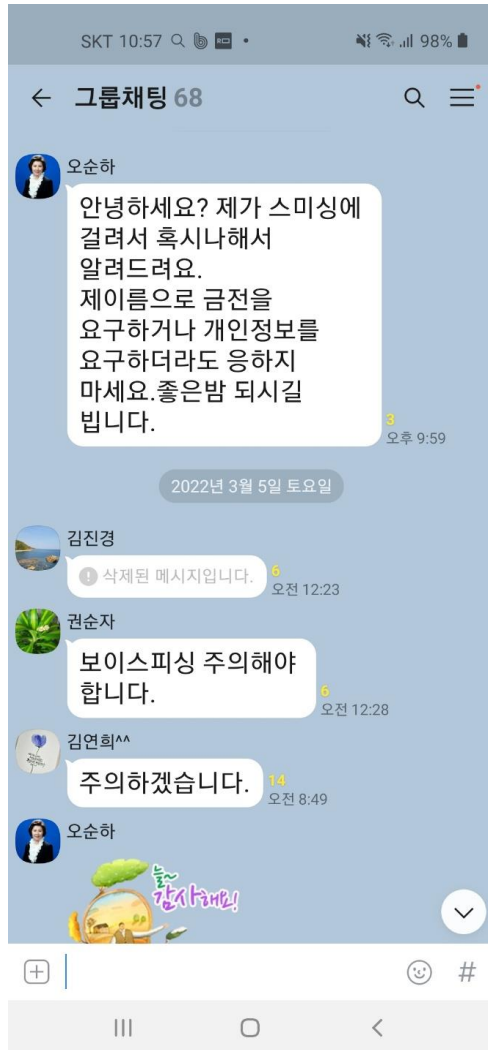 SKT 10:57
98%
그룹채팅 68
오순하
안녕하세요? 제가 스미싱에
걸려서 혹시나해서
알려드려요.
제이름으로 금전을
요구하거나 개인정보를
요구하더라도 응하지
마세요.좋은밤 되시길
빕니다.
3
오후 9:59
2022년 3월 5일 토요일
김진경
삭제된 메시지입니다.
6
오전 12:23
권순자
보이스피싱 주의해야
합니다.
6
오전 12:28
김연희^^
주의하겠습니다.
14
오전 8:49
오순하
늘~
감사해요!
#